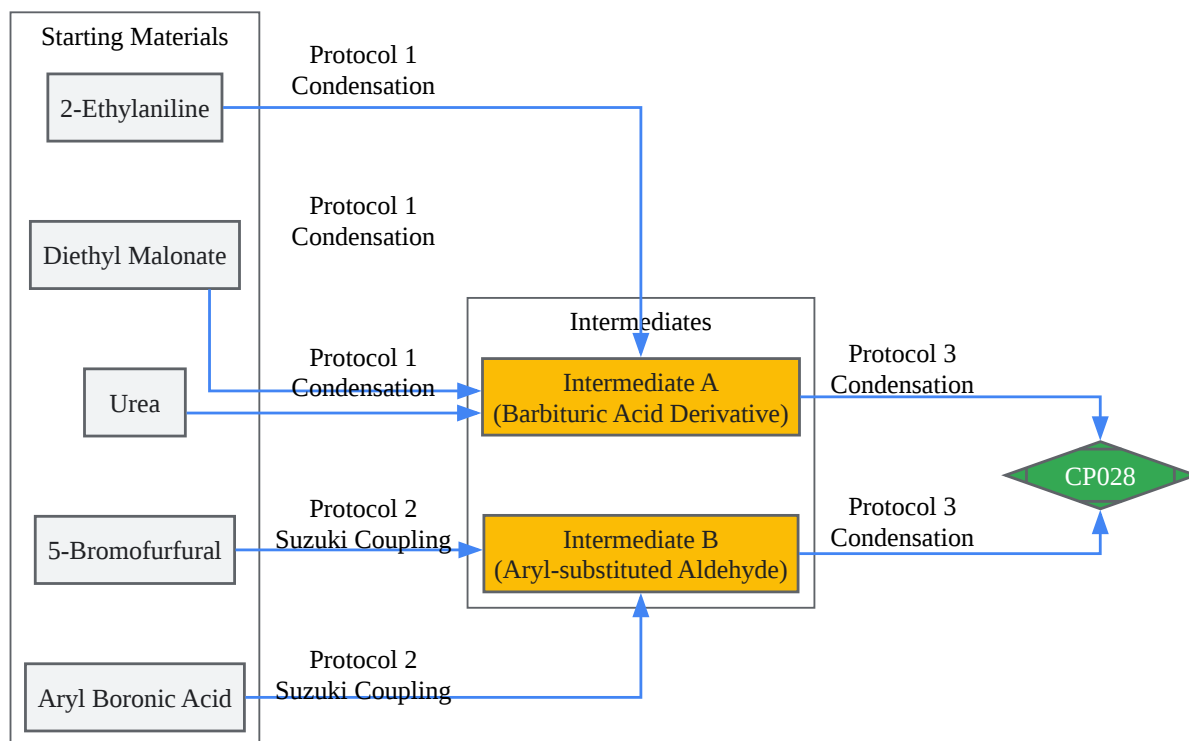 Starting Materials
Protocol 1
Condensation
2-Ethylaniline
Protocol 1
Condensation
Diethyl Malonate
Intermediates
Protocol 1
Condensation
Urea
Intermediate A
(Barbituric Acid Derivative)
Protocol 3
Condensation
CP028
Protocol 2
Suzuki Coupling
5-Bromofurfural
Intermediate B
(Aryl-substituted Aldehyde)
Protocol 3
Condensation
Protocol 2
Suzuki Coupling
Aryl Boronic Acid